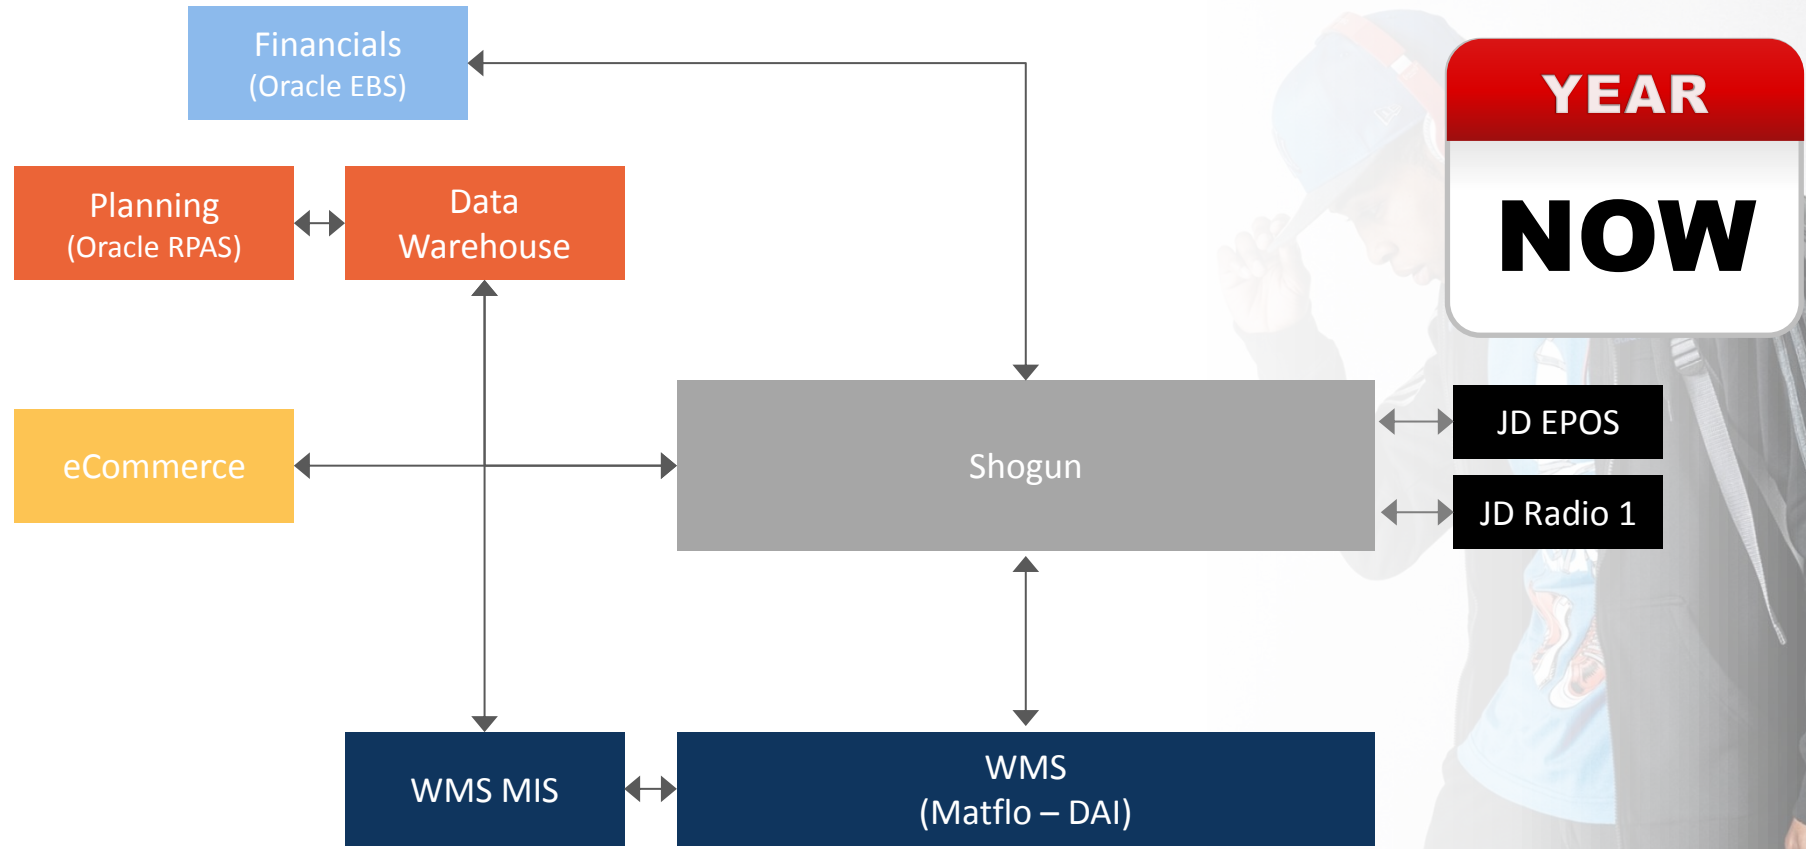 Financials
(Oracle EBS)
YEAR
NOW
Planning
(Oracle RPAS)
Data
Warehouse
eCommerce
Shogun
JD EPOS
JD Radio 1
WMS MIS
WMS
(Matflo – DAI)